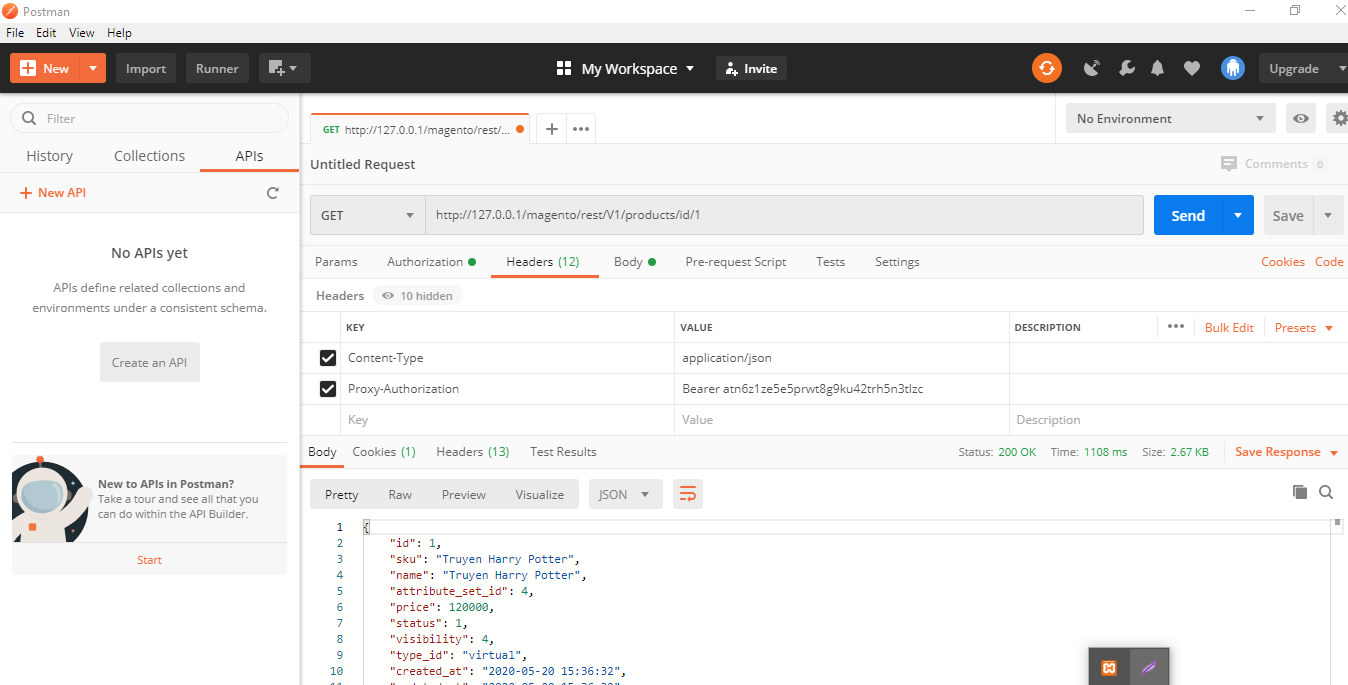 Postman
File Edit View Help
New Import Runner My Workspace Invite Upgrade
Filter
History Collections APIs
New API
No APIs yet
APIs define related collections and
environments under a consistent schema.
Create an API
New to APIs in Postman?
Take a tour and see all that you
can do within the API Builder.
Start
GET http://127.0.0.1/magento/rest/... No Environment
Untitled Request Comments 0
GET http://127.0.0.1/magento/rest/V1/products/id/1 Send Save
Params Authorization Headers (12) Body Pre-request Script Tests Settings Cookies Code
Headers 10 hidden
KEY VALUE DESCRIPTION Bulk Edit Presets
Content-Type application/json
Proxy-Authorization Bearer atn6z1ze5e5prwt8g9ku42trh5n3tlzc
Key Value Description
Body Cookies (1) Headers (13) Test Results Status: 200 OK Time: 1108 ms Size: 2.67 KB Save Response
Pretty Raw Preview Visualize JSON
1 {
2 "id": 1,
3 "sku": "Truyen Harry Potter",
4 "name": "Truyen Harry Potter",
5 "attribute_set_id": 4,
6 "price": 120000,
7 "status": 1,
8 "visibility": 4,
9 "type_id": "virtual",
10 "created_at": "2020-05-20 15:36:32",